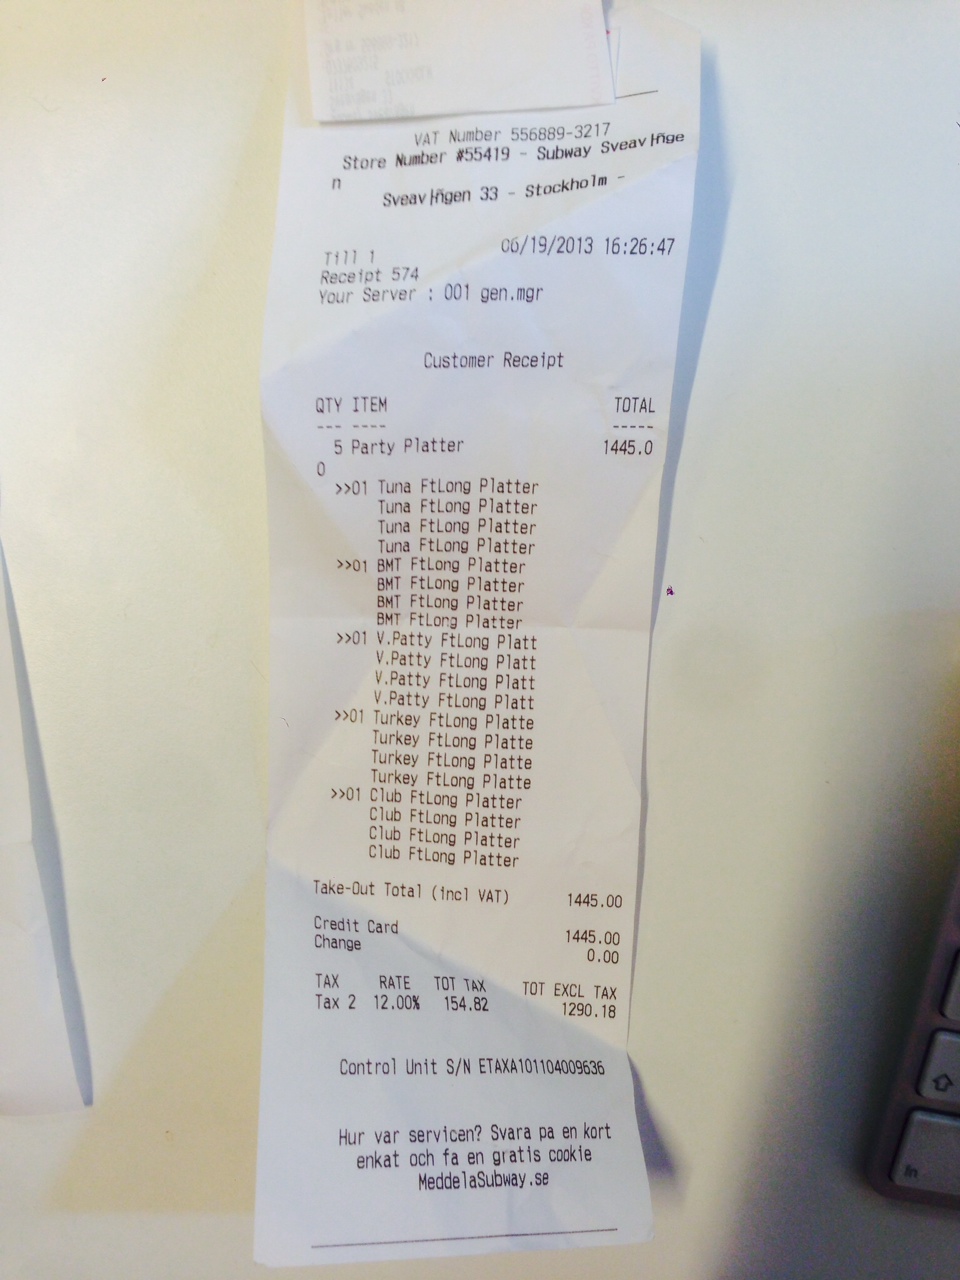 VAT Number 556889-3217
Store Number #55419 - Subway Sveav├ñge
n
Sveav├ñgen 33 - Stockholm -
Till 1
06/19/2013 16:26:47
Receipt 574
Your Server : 001 gen.mgr
Customer Receipt
QTY ITEM TOTAL
--- ---- -----
5 Party Platter 1445.0
0
>>01 Tuna FtLong Platter
Tuna FtLong Platter
Tuna FtLong Platter
Tuna FtLong Platter
>>01 BMT FtLong Platter
BMT FtLong Platter
BMT FtLong Platter
BMT FtLong Platter
>>01 V.Patty FtLong Platt
V.Patty FtLong Platt
V.Patty FtLong Platt
V.Patty FtLong Platt
>>01 Turkey FtLong Platte
Turkey FtLong Platte
Turkey FtLong Platte
Turkey FtLong Platte
>>01 Club FtLong Platter
Club FtLong Platter
Club FtLong Platter
Club FtLong Platter
Take-Out Total (incl VAT) 1445.00
Credit Card 1445.00
Change 0.00
TAX RATE TOT TAX TOT EXCL TAX
Tax 2 12.00% 154.82 1290.18
Control Unit S/N ETAXA101104009636
Hur var servicen? Svara pa en kort
enkat och fa en gratis cookie
MeddelaSubway.se
ln